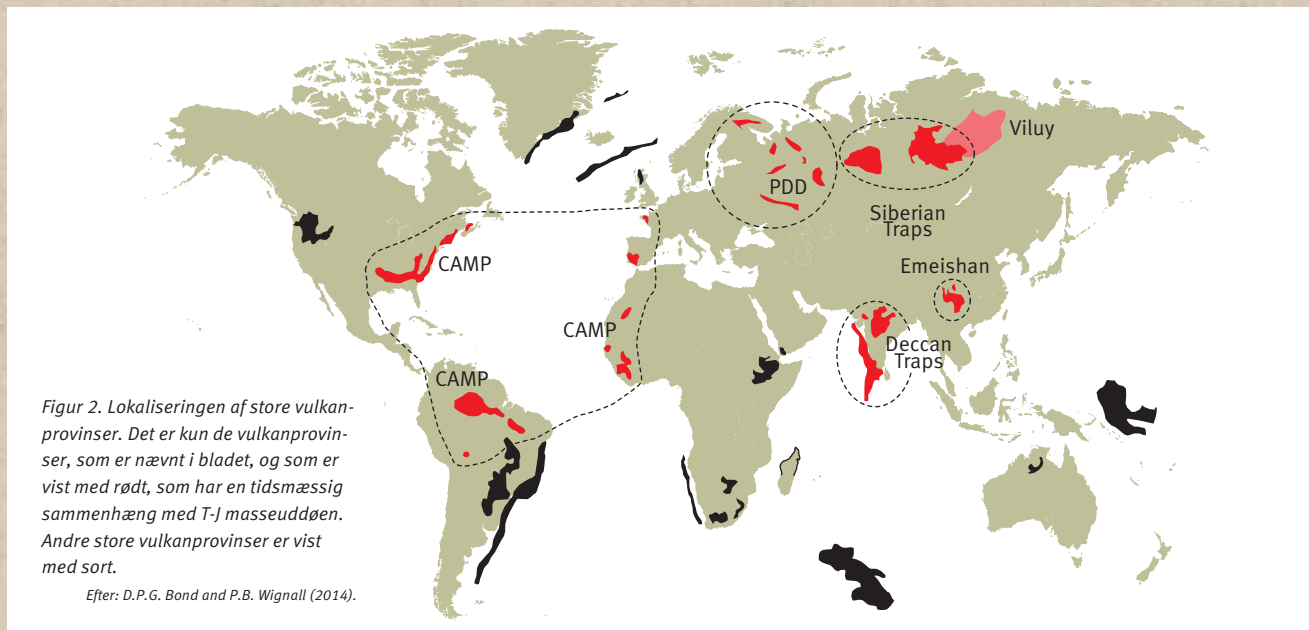 Viluy
PDD
Siberian
Traps
CAMP
Emeishan
CAMP
Deccan
Traps
CAMP
Figur 2. Lokaliseringen af store vulkan-
provinser. Det er kun de vulkanprovin-
ser, som er nævnt i bladet, og som er
vist med rødt, som har en tidsmæssig
sammenhæng med T-J masseuddøen.
Andre store vulkanprovinser er vist
med sort.
Efter: D.P.G. Bond and P.B. Wignall (2014).